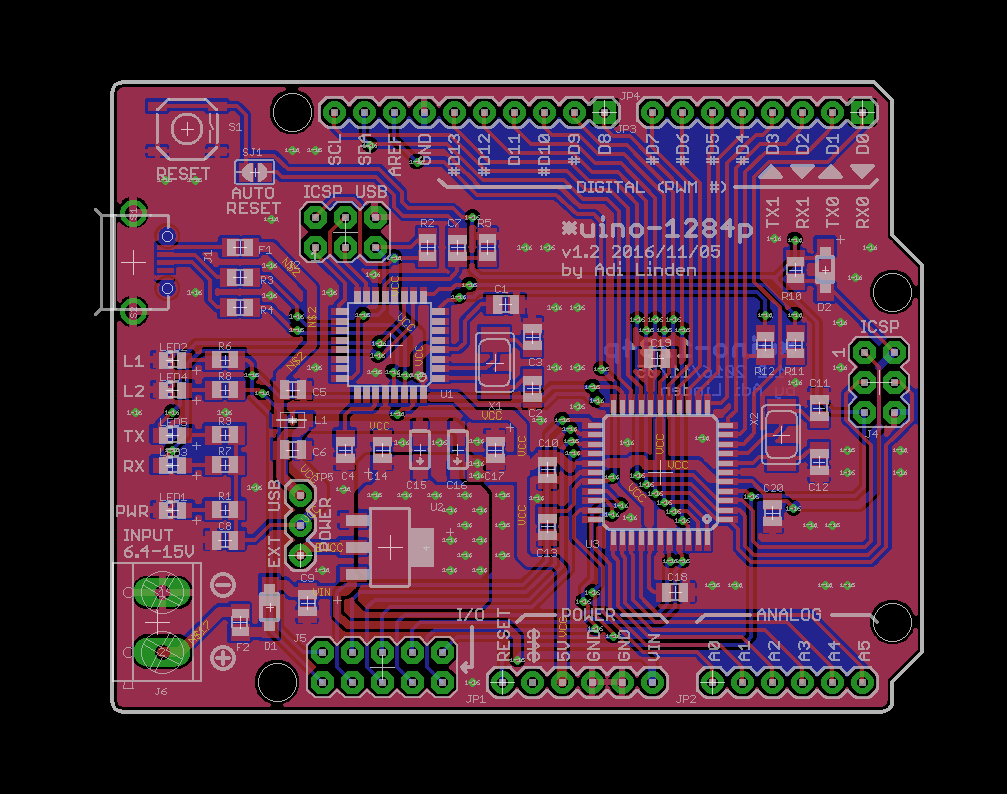 JP4
JP3
SCL
AREF
GND
#D13
#D12
D11
#D10
#D9
D8
#D7
#D6
#D5
#D4
D3
D2
D1
D0
S1
RESET
SJ1
AUTO
RESET
ICSP USB
DIGITAL (PWM #)
TX1
RX1
TX0
RX0
R2 C7 R5
uino-1284p
v1.2 2016/11/05
by Adi Linden
J1
J2
F1
R3
R4
C1
R10
D2
N$2
VCC
ICSP
1
LED2
R6
L1
LED4
R8
L2
LED5
R9
TX
LED3
R7
RX
LED1
R1
PWR
C8
C5
L1
C6
U1
X1
C3
C2
C19
R12
R11
C11
X2
C12
J4
VCC
C4
C14
C15
C16
C17
C10
C13
C20
U2
U3
JP5
EXT USB
POWER
INPUT
6.4-15V
C9
VIN
C18
F2
D1
J5
J6
I/O
POWER
ANALOG
RESET
5V
GND
GND
VIN
A0
A1
A2
A3
A4
A5
JP1
JP2